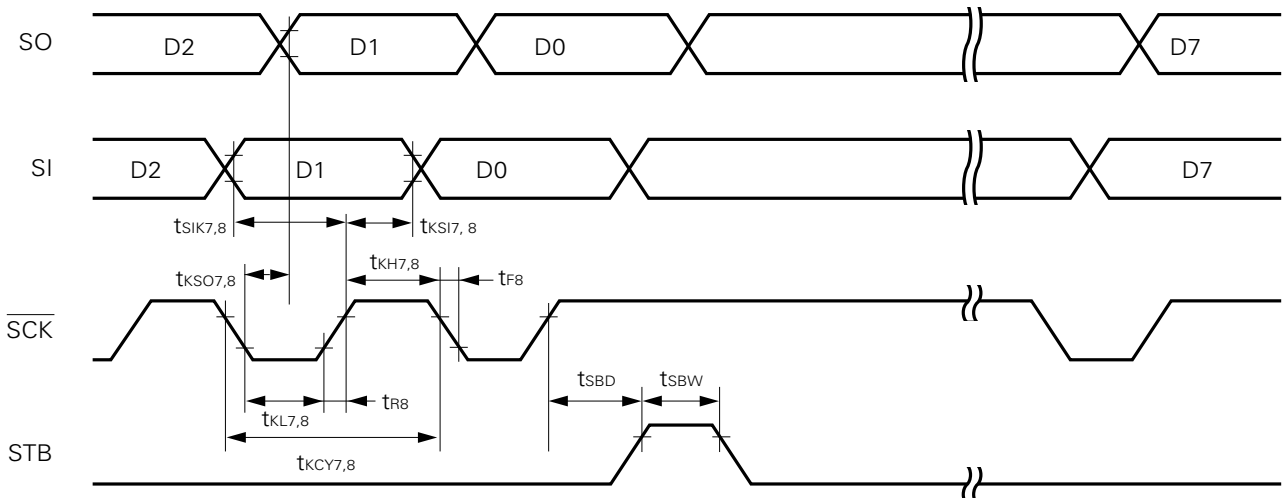 SO D2 D1 D0 D7
SI D2 D1 D0 D7
tSIK7,8 tKSI7, 8
tKSO7,8 tKH7,8 tF8
SCK
tKL7,8 tR8 tSBD tSBW
tKCY7,8
STB